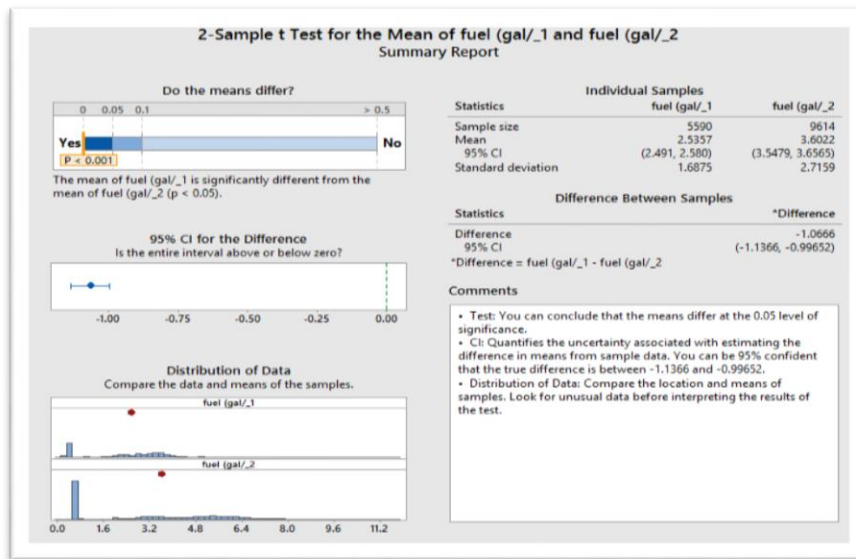 2-Sample t Test for the Mean of fuel (gal/_1 and fuel (gal/_2
Summary Report
Do the means differ?
0 0.05 0.1 > 0.5
Yes No
P < 0.001
The mean of fuel (gal/_1 is significantly different from the
mean of fuel (gal/_2 (p < 0.05).
95% CI for the Difference
Is the entire interval above or below zero?
-1.00 -0.75 -0.50 -0.25 0.00
Distribution of Data
Compare the data and means of the samples.
fuel (gal/_1
fuel (gal/_2
0.0 1.6 3.2 4.8 6.4 8.0 9.6 11.2
Individual Samples
Statistics fuel (gal/_1 fuel (gal/_2
Sample size 5590 9614
Mean 2.5357 3.6022
95% CI (2.491, 2.580) (3.5479, 3.6565)
Standard deviation 1.6875 2.7159
Difference Between Samples
Statistics *Difference
Difference -1.0666
95% CI (-1.1366, -0.99652)
*Difference = fuel (gal/_1 - fuel (gal/_2
Comments
• Test: You can conclude that the means differ at the 0.05 level of
significance.
• CI: Quantifies the uncertainty associated with estimating the
difference in means from sample data. You can be 95% confident
that the true difference is between -1.1366 and -0.99652.
• Distribution of Data: Compare the location and means of
samples. Look for unusual data before interpreting the results of
the test.